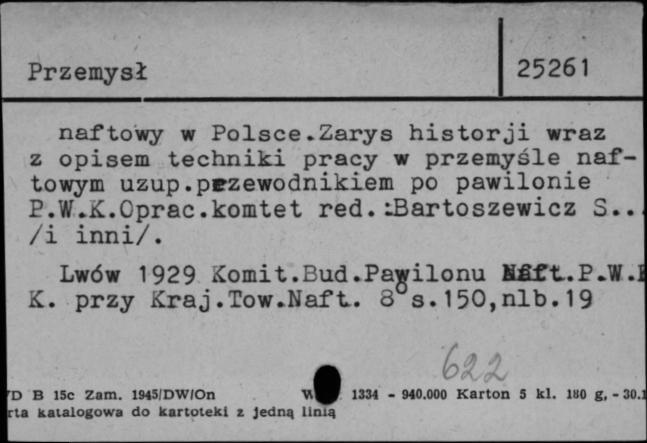 Przemysł
25261
naftowy w Polsce.Zarys historji wraz
z opisem techniki pracy w przemyśle naf-
towym uzup.przewodnikiem po pawilonie
P.W.K.Oprac.komtet red.:Bartoszewicz S...
/i inni/.
Lwów 1929 Komit.Bud.Pawilonu Naft.P.W.
K. przy Kraj.Tow.Naft. 8° s.150,nlb.19
622
D B 15c Zam. 1945/DW/On 1334 - 940.000 Karton 5 kl. 180 g, - 30.
rta katalogowa do kartoteki z jedną linią